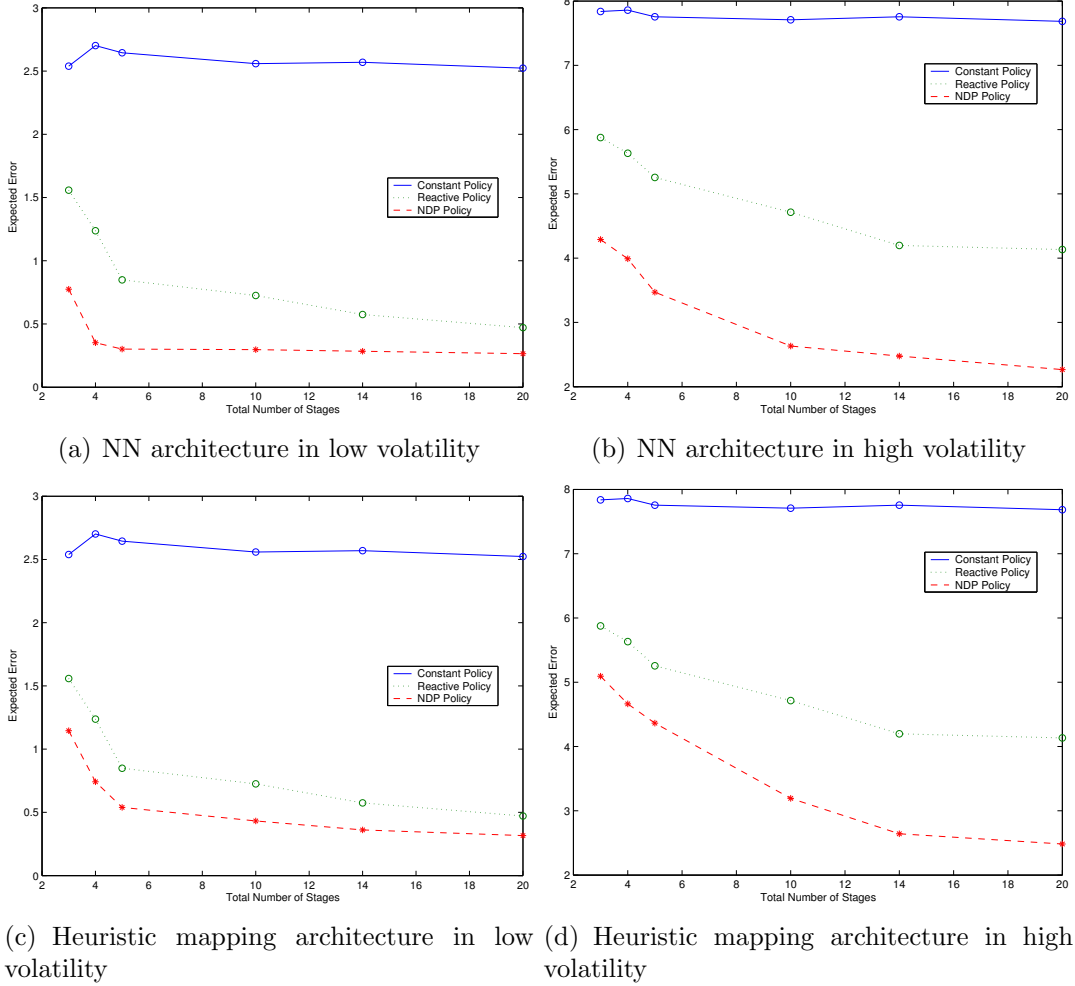 3
2.5
2
1.5
1
0.5
0
Expected Error
2 4 6 8 10 12 14 16 18 20
Total Number of Stages
Constant Policy
Reactive Policy
NDP Policy
(a) NN architecture in low volatility
8
7
6
5
4
3
2
Expected Error
2 4 6 8 10 12 14 16 18 20
Total Number of Stages
Constant Policy
Reactive Policy
NDP Policy
(b) NN architecture in high volatility
3
2.5
2
1.5
1
0.5
0
Expected Error
2 4 6 8 10 12 14 16 18 20
Total Number of Stages
Constant Policy
Reactive Policy
NDP Policy
(c) Heuristic mapping architecture in low
volatility
8
7
6
5
4
3
2
Expected Error
2 4 6 8 10 12 14 16 18 20
Total Number of Stages
Constant Policy
Reactive Policy
NDP Policy
(d) Heuristic mapping architecture in high
volatility